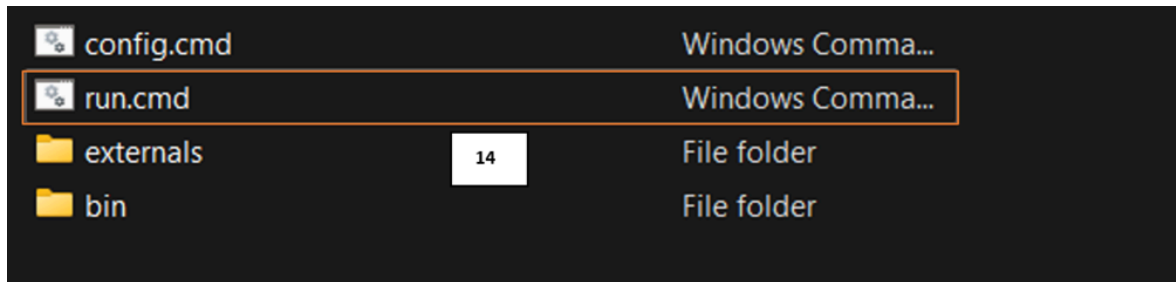 config.cmd Windows Comma...
run.cmd Windows Comma...
externals 14 File folder
bin File folder